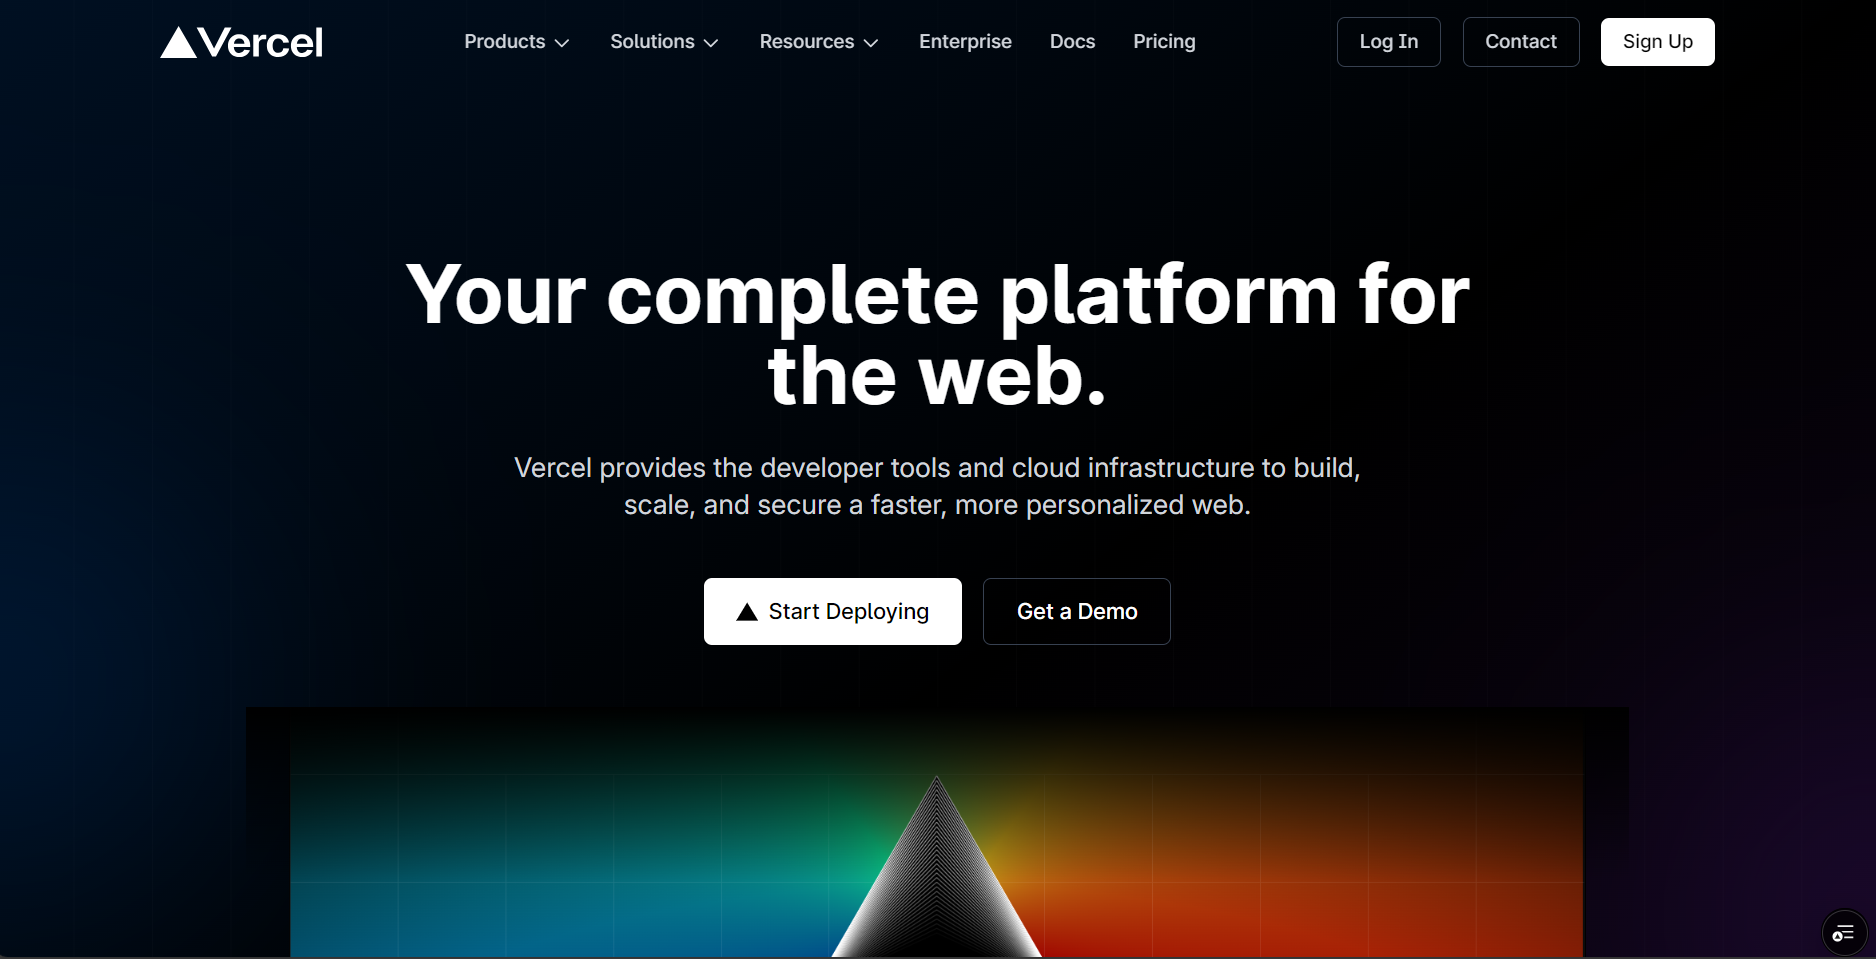 Vercel
Products
Solutions
Resources
Enterprise
Docs
Pricing
Log In
Contact
Sign Up
Your complete platform for
the web.
Vercel provides the developer tools and cloud infrastructure to build,
scale, and secure a faster, more personalized web.
Start Deploying
Get a Demo